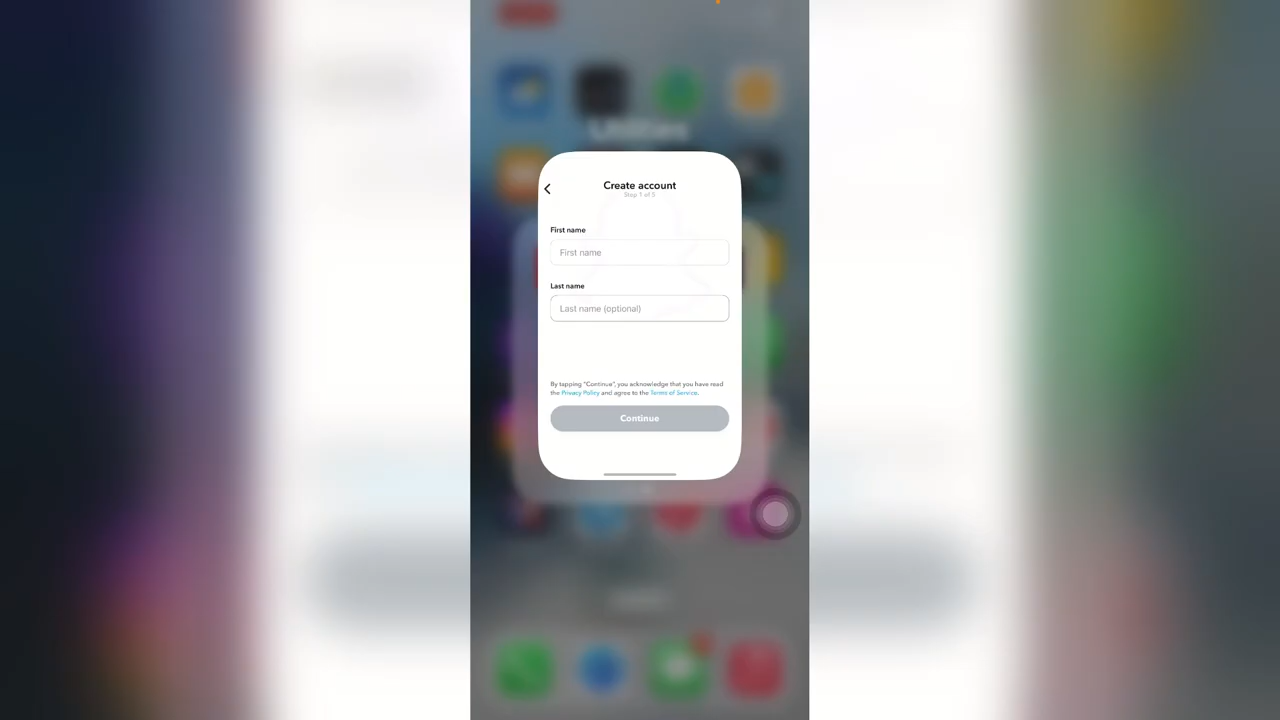 Utilities
Create account
Step 1 of 5
First name
First name
Last name
Last name (optional)
By tapping "Continue", you acknowledge that you have read
the Privacy Policy and agree to the Terms of Service.
Continue